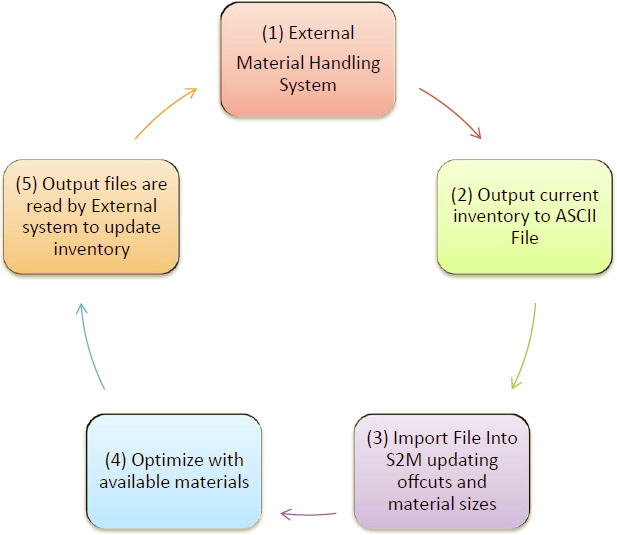 (1) External
Material Handling
System
(2) Output current
inventory to ASCII
File
(3) Import File Into
S2M updating
offcuts and
material sizes
(4) Optimize with
available materials
(5) Output files are
read by External
system to update
inventory